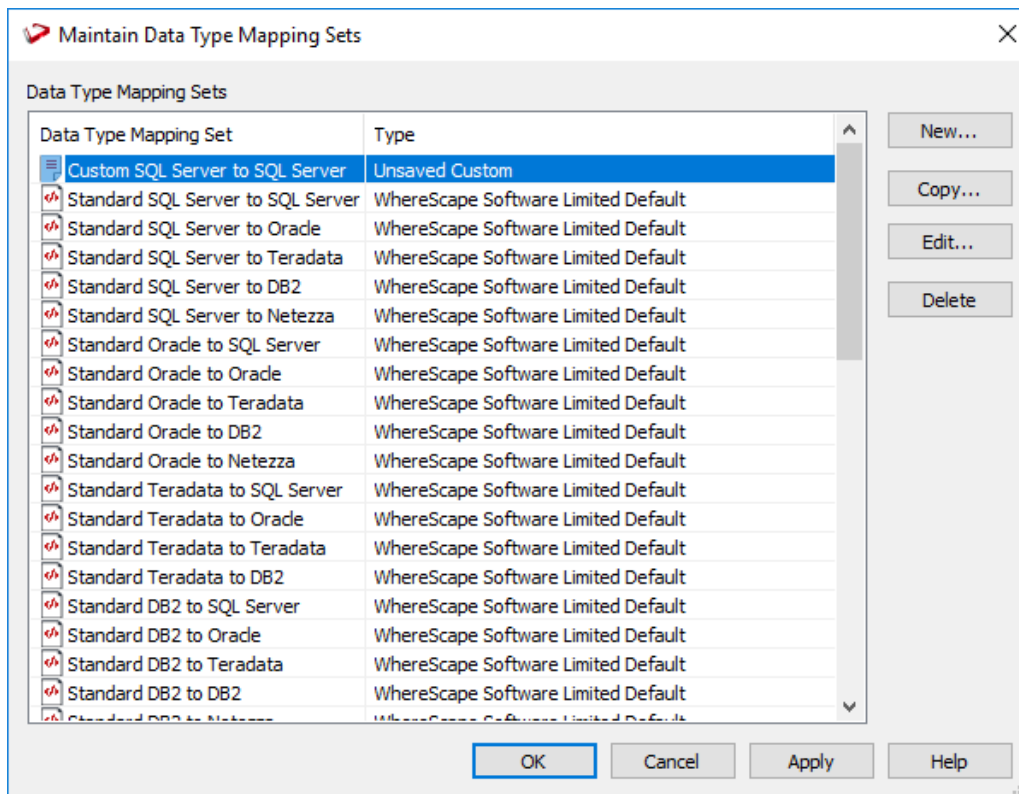 Maintain Data Type Mapping Sets
Data Type Mapping Sets
Data Type Mapping Set Type
Custom SQL Server to SQL Server Unsaved Custom
Standard SQL Server to SQL Server WhereScape Software Limited Default
Standard SQL Server to Oracle WhereScape Software Limited Default
Standard SQL Server to Teradata WhereScape Software Limited Default
Standard SQL Server to DB2 WhereScape Software Limited Default
Standard SQL Server to Netezza WhereScape Software Limited Default
Standard Oracle to SQL Server WhereScape Software Limited Default
Standard Oracle to Oracle WhereScape Software Limited Default
Standard Oracle to Teradata WhereScape Software Limited Default
Standard Oracle to DB2 WhereScape Software Limited Default
Standard Oracle to Netezza WhereScape Software Limited Default
Standard Teradata to SQL Server WhereScape Software Limited Default
Standard Teradata to Oracle WhereScape Software Limited Default
Standard Teradata to Teradata WhereScape Software Limited Default
Standard Teradata to DB2 WhereScape Software Limited Default
Standard DB2 to SQL Server WhereScape Software Limited Default
Standard DB2 to Oracle WhereScape Software Limited Default
Standard DB2 to Teradata WhereScape Software Limited Default
Standard DB2 to DB2 WhereScape Software Limited Default
Standard DB2 to Netezza WhereScape Software Limited Default
New...
Copy...
Edit...
Delete
OK Cancel Apply Help